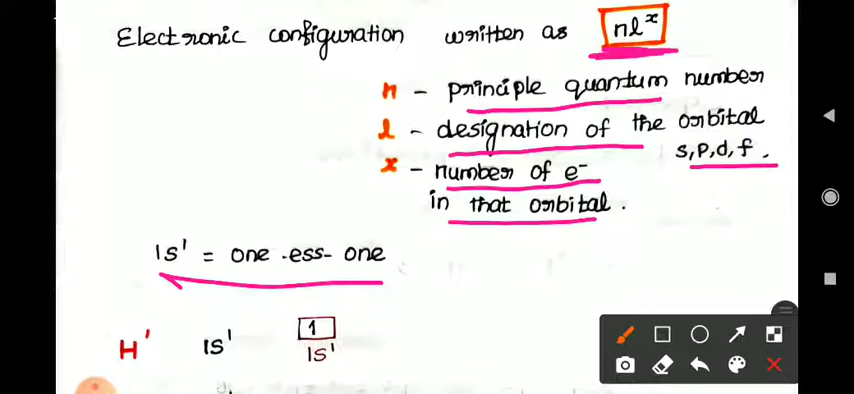 Electronic configuration written as nlˣ
n - principle quantum number
l - designation of the orbital
s, p, d, f.
x - number of e⁻
in that orbital.
1s¹ = one -ess- one
H¹ 1s¹ 1
1s¹